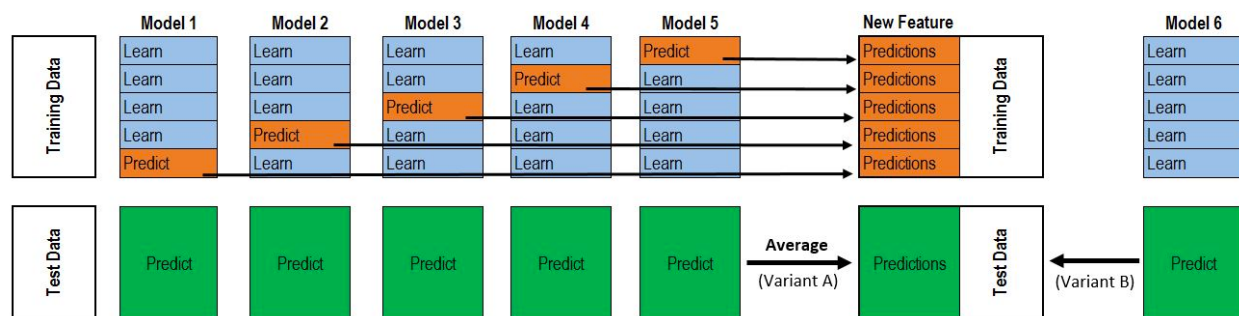 Model 1 Model 2 Model 3 Model 4 Model 5 New Feature Model 6
Training Data
Learn Learn Learn Learn Predict Predictions Learn
Learn Learn Learn Predict Learn Predictions Learn
Learn Learn Predict Learn Learn Predictions Learn
Learn Predict Learn Learn Learn Predictions Learn
Predict Learn Learn Learn Learn Predictions Learn
Training Data
Test Data
Predict Predict Predict Predict Predict Average Predictions Predict
(Variant A) (Variant B)
Test Data